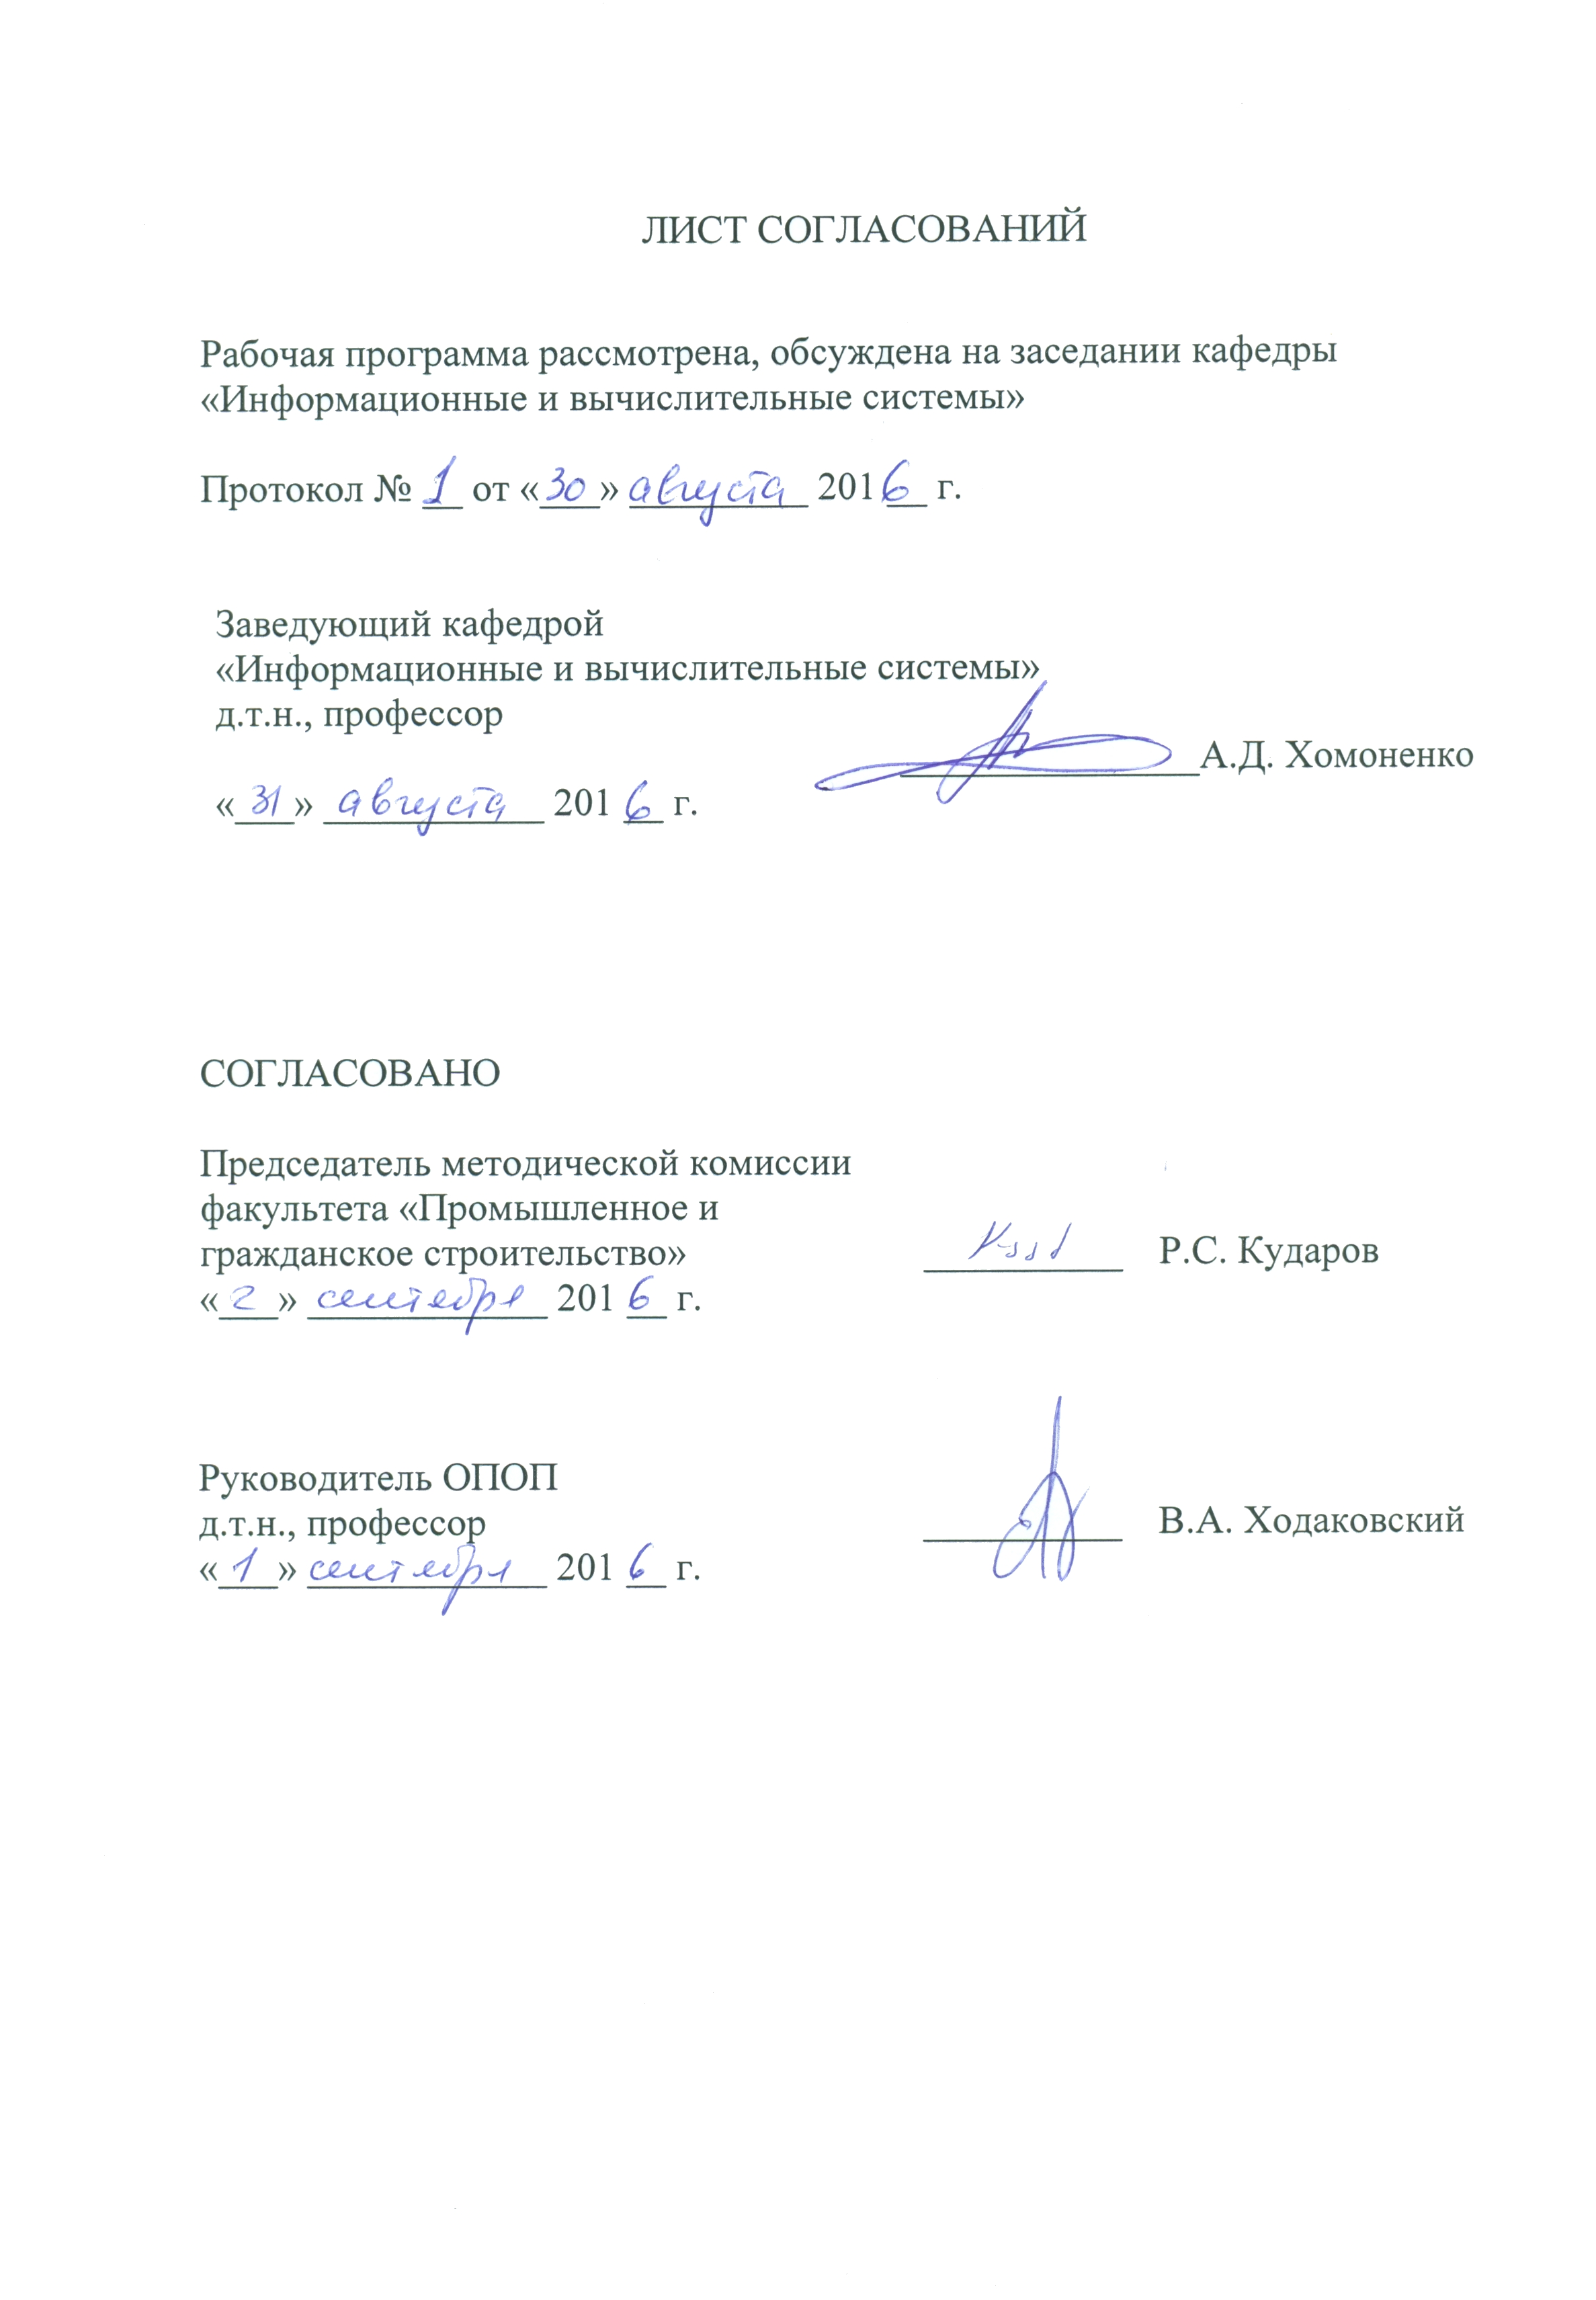 ЛИСТ СОГЛАСОВАНИЙ
Рабочая программа рассмотрена, обсуждена на заседании кафедры
«Информационные и вычислительные системы»
Протокол № 1 от «30» августа 2016 г.
Заведующий кафедрой
«Информационные и вычислительные системы»
д.т.н., профессор
А.Д. Хомоненко
«31» августа 2016 г.
СОГЛАСОВАНО
Председатель методической комиссии
факультета «Промышленное и
гражданское строительство» Р.С. Кударов
«2» сентября 2016 г.
Руководитель ОПОП
д.т.н., профессор В.А. Ходаковский
«1» сентября 2016 г.